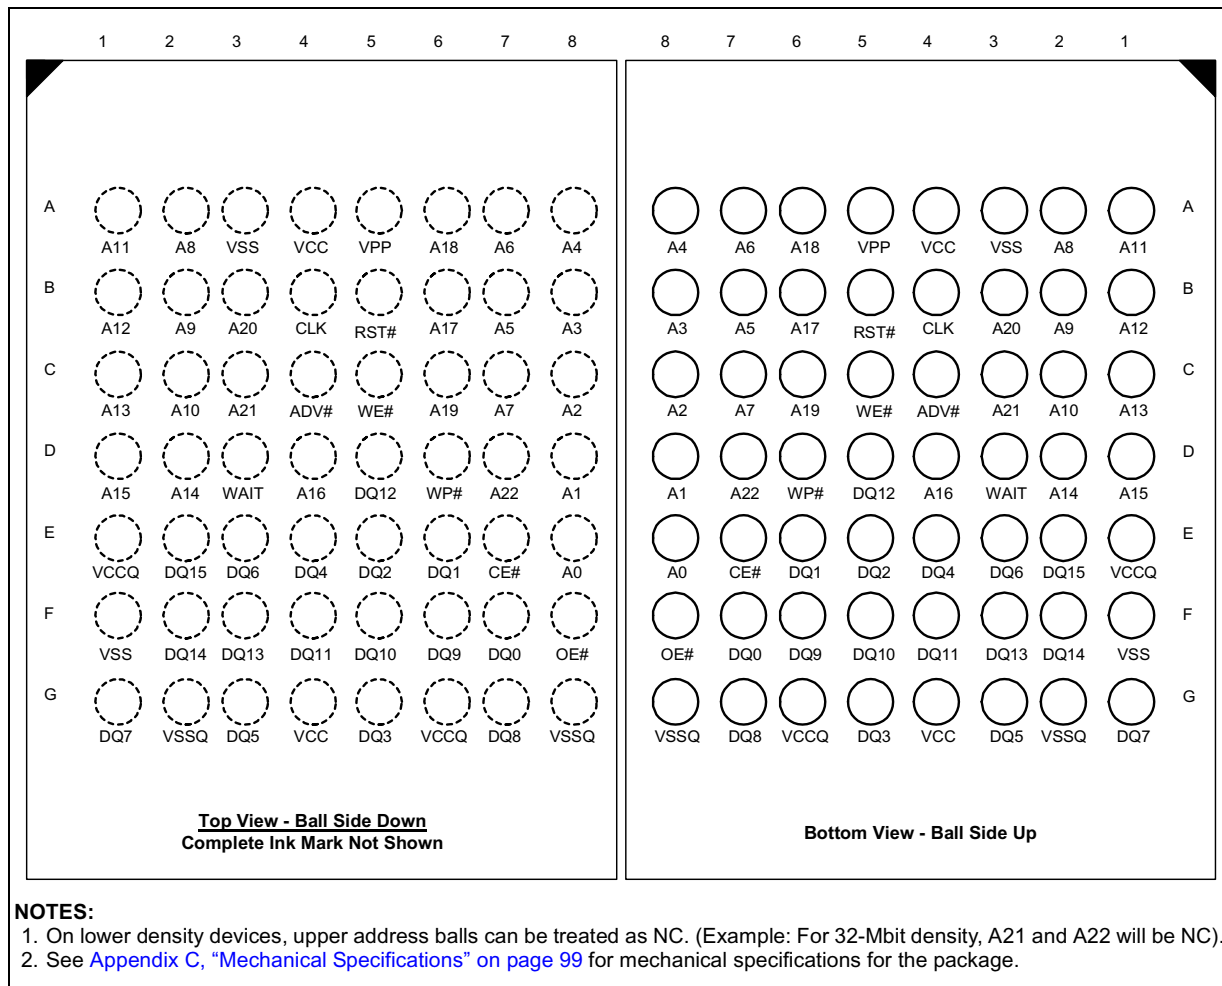 1 2 3 4 5 6 7 8 8 7 6 5 4 3 2 1
A A
A11 A8 VSS VCC VPP A18 A6 A4 A4 A6 A18 VPP VCC VSS A8 A11
B B
A12 A9 A20 CLK RST# A17 A5 A3 A3 A5 A17 RST# CLK A20 A9 A12
C C
A13 A10 A21 ADV# WE# A19 A7 A2 A2 A7 A19 WE# ADV# A21 A10 A13
D D
A15 A14 WAIT A16 DQ12 WP# A22 A1 A1 A22 WP# DQ12 A16 WAIT A14 A15
E E
VCCQ DQ15 DQ6 DQ4 DQ2 DQ1 CE# A0 A0 CE# DQ1 DQ2 DQ4 DQ6 DQ15 VCCQ
F F
VSS DQ14 DQ13 DQ11 DQ10 DQ9 DQ0 OE# OE# DQ0 DQ9 DQ10 DQ11 DQ13 DQ14 VSS
G G
DQ7 VSSQ DQ5 VCC DQ3 VCCQ DQ8 VSSQ VSSQ DQ8 VCCQ DQ3 VCC DQ5 VSSQ DQ7
Top View - Ball Side Down
Complete Ink Mark Not Shown
Bottom View - Ball Side Up
NOTES:
1. On lower density devices, upper address balls can be treated as NC. (Example: For 32-Mbit density, A21 and A22 will be NC).
2. See Appendix C, “Mechanical Specifications” on page 99 for mechanical specifications for the package.